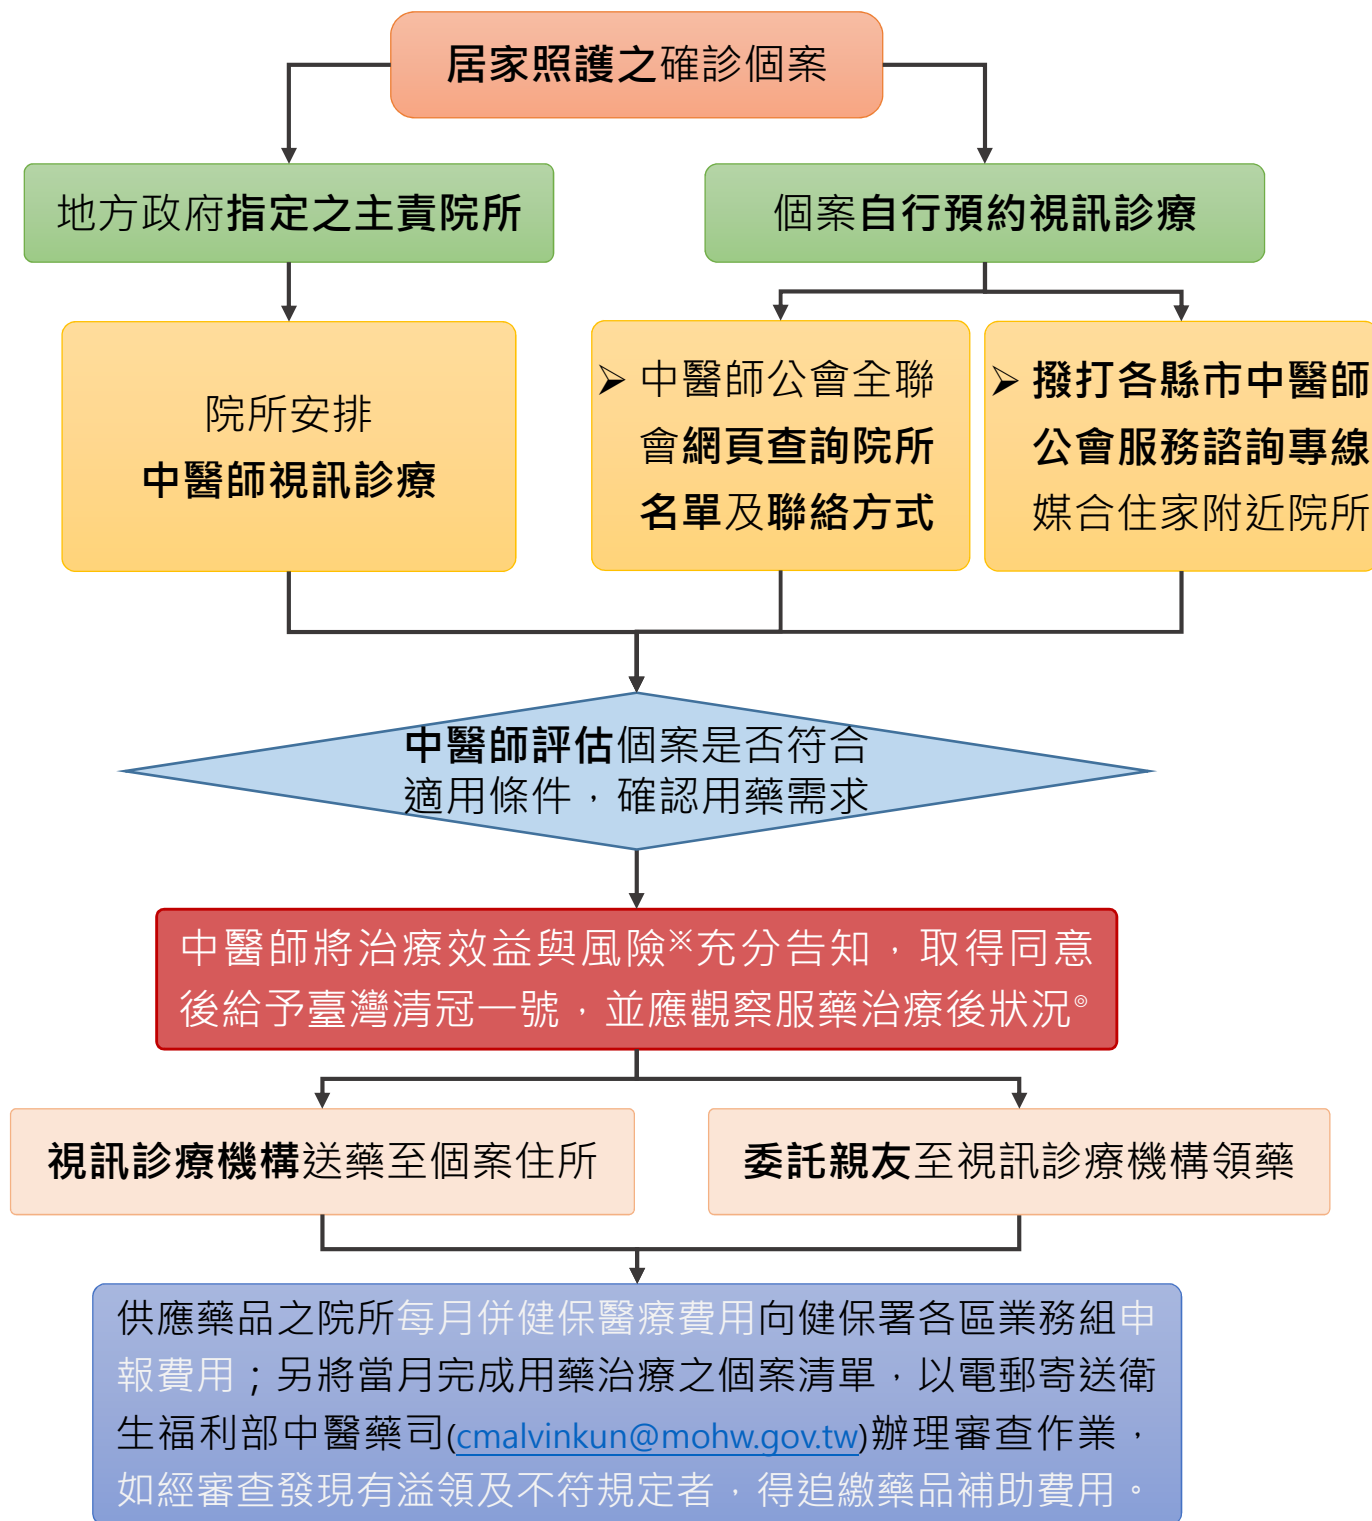 居家照護之確診個案
地方政府指定之主責院所
個案自行預約視訊診療
院所安排
中醫師視訊診療
➢ 中醫師公會全聯
會網頁查詢院所
名單及聯絡方式
➢ 撥打各縣市中醫師
公會服務諮詢專線
媒合住家附近院所
中醫師評估個案是否符合
適用條件，確認用藥需求
中醫師將治療效益與風險※充分告知，取得同意
後給予臺灣清冠一號，並應觀察服藥治療後狀況◎
視訊診療機構送藥至個案住所
委託親友至視訊診療機構領藥
供應藥品之院所每月併健保醫療費用向健保署各區業務組申
報費用；另將當月完成用藥治療之個案清單，以電郵寄送衛
生福利部中醫藥司(cmalvinkun@mohw.gov.tw)辦理審查作業，
如經審查發現有溢領及不符規定者，得追繳藥品補助費用。